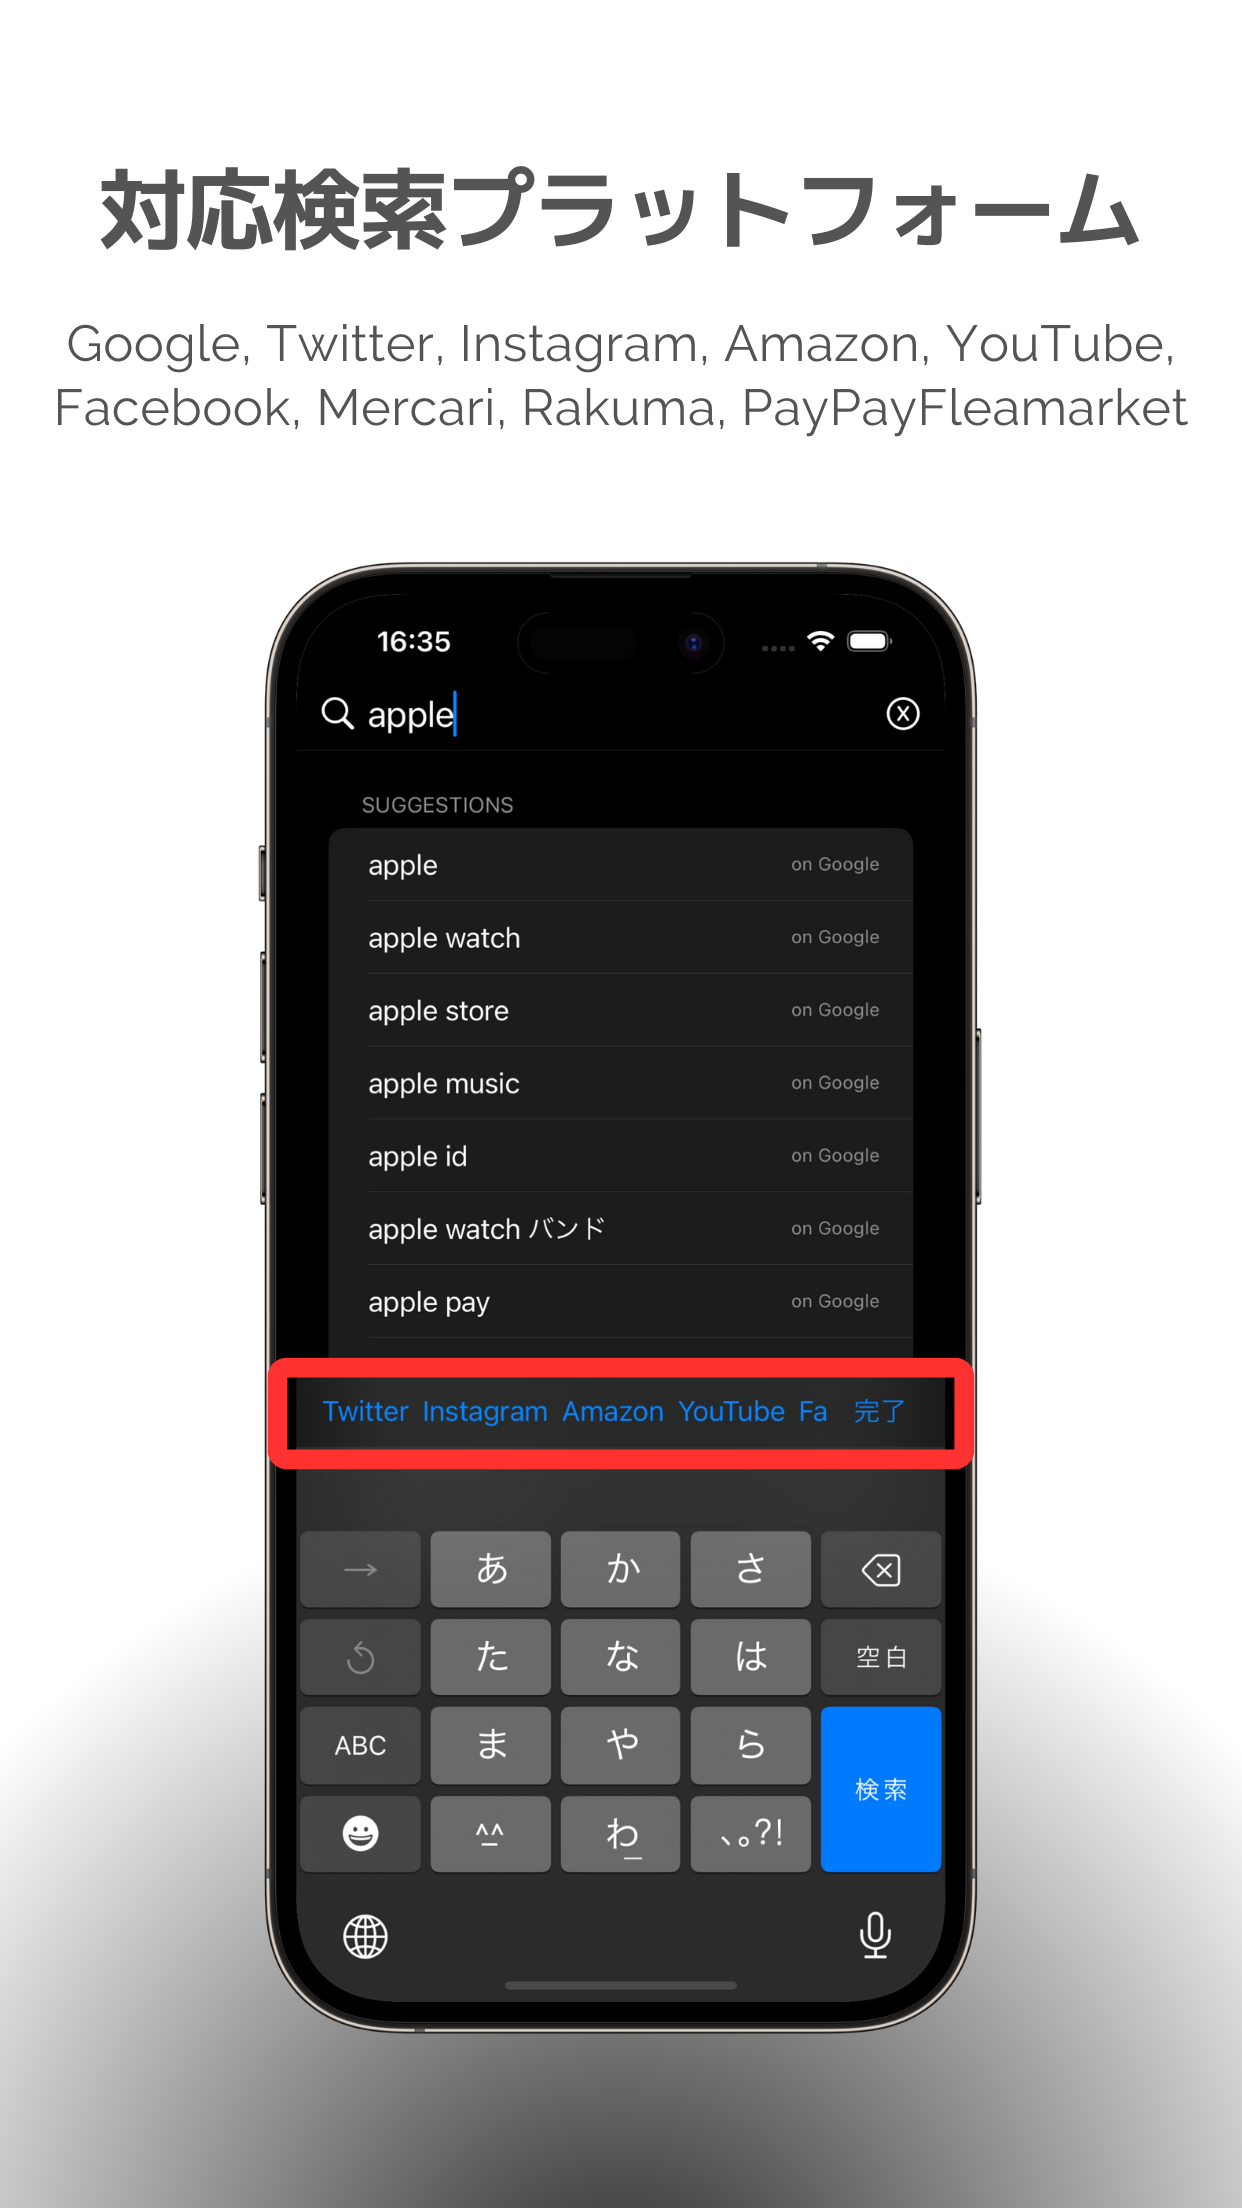 対応検索プラットフォーム
Google, Twitter, Instagram, Amazon, YouTube,
Facebook, Mercari, Rakuma, PayPayFleamarket
16:35
apple
SUGGESTIONS
apple on Google
apple watch on Google
apple store on Google
apple music on Google
apple id on Google
apple watch バンド on Google
apple pay on Google
Twitter Instagram Amazon YouTube Fa 完了
→ あ か さ
た な は 空白
ABC ま や ら 検索
^_^ わ_ 、。?!